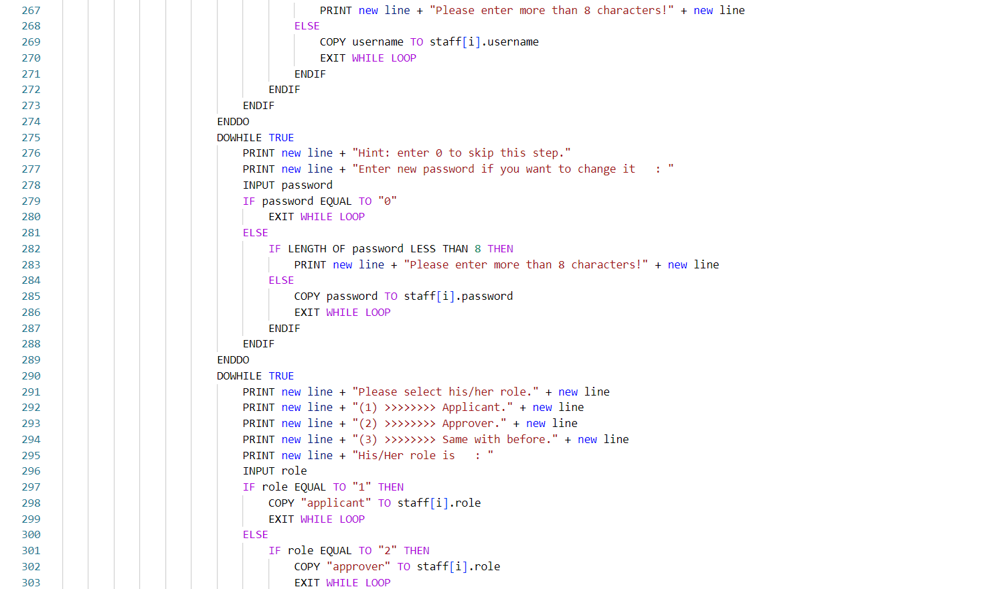 267 PRINT new line + "Please enter more than 8 characters!" + new line
268 ELSE
269 COPY username TO staff[i].username
270 EXIT WHILE LOOP
271 ENDIF
272 ENDIF
273 ENDIF
274 ENDDO
275 DOWHILE TRUE
276 PRINT new line + "Hint: enter 0 to skip this step."
277 PRINT new line + "Enter new password if you want to change it   : "
278 INPUT password
279 IF password EQUAL TO "0"
280 EXIT WHILE LOOP
281 ELSE
282 IF LENGTH OF password LESS THAN 8 THEN
283 PRINT new line + "Please enter more than 8 characters!" + new line
284 ELSE
285 COPY password TO staff[i].password
286 EXIT WHILE LOOP
287 ENDIF
288 ENDIF
289 ENDDO
290 DOWHILE TRUE
291 PRINT new line + "Please select his/her role." + new line
292 PRINT new line + "(1) >>>>>>>> Applicant." + new line
293 PRINT new line + "(2) >>>>>>>> Approver." + new line
294 PRINT new line + "(3) >>>>>>>> Same with before." + new line
295 PRINT new line + "His/Her role is   : "
296 INPUT role
297 IF role EQUAL TO "1" THEN
298 COPY "applicant" TO staff[i].role
299 EXIT WHILE LOOP
300 ELSE
301 IF role EQUAL TO "2" THEN
302 COPY "approver" TO staff[i].role
303 EXIT WHILE LOOP